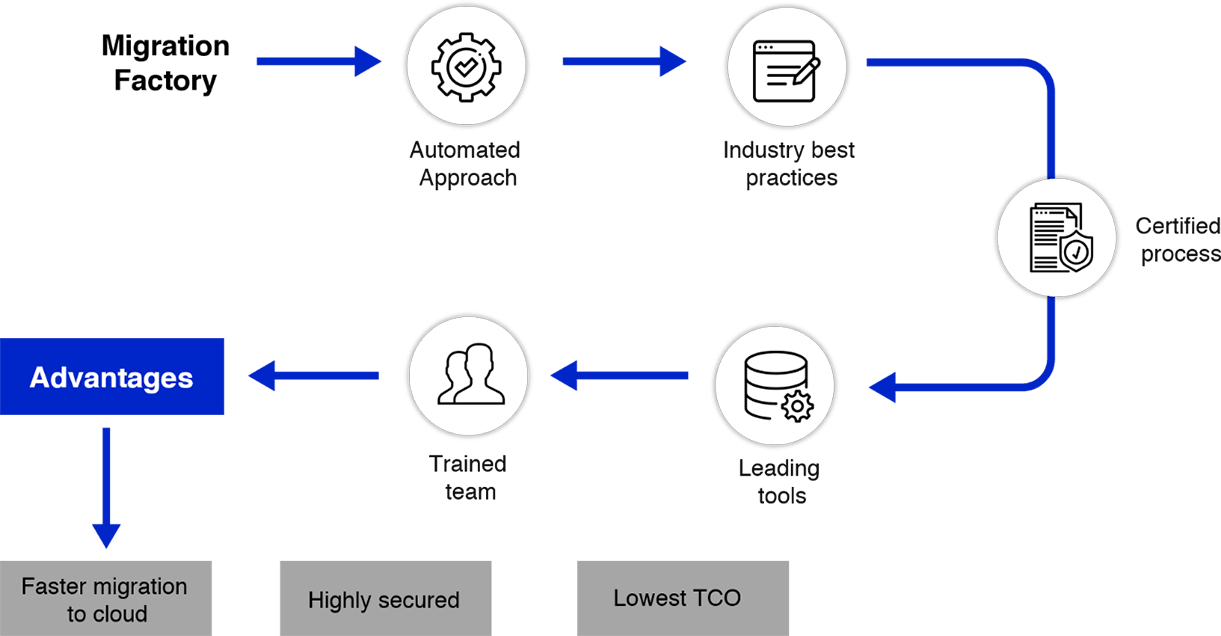 Migration
Factory
Automated
Approach
Industry best
practices
Certified
process
Leading
tools
Trained
team
Advantages
Faster migration
to cloud
Highly secured
Lowest TCO